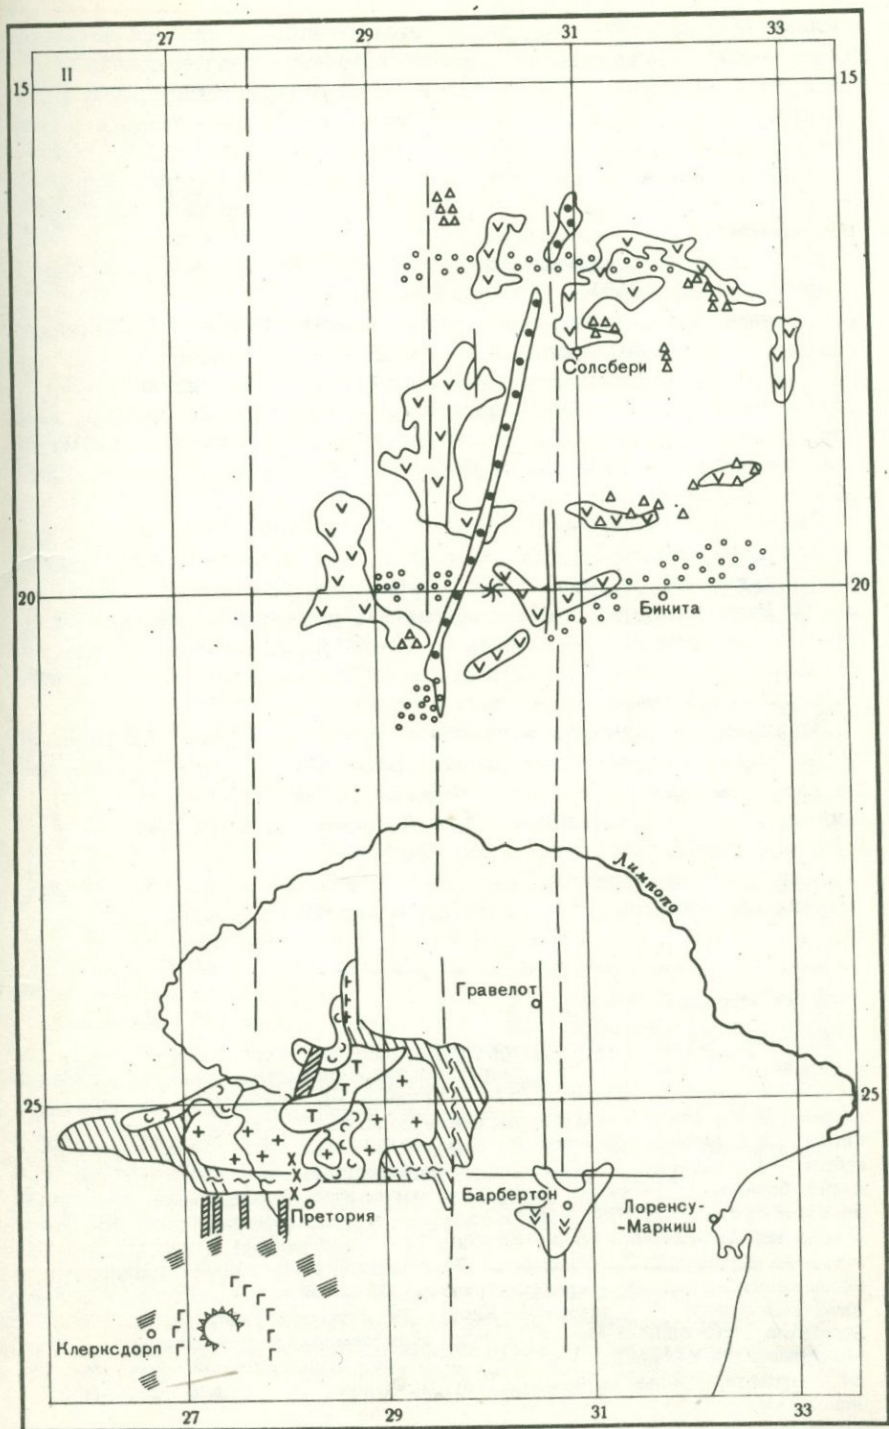 27 29 31 33
15 II 15
Солсбери
20 Бикита 20
Лимпопо
Гравелот
25 25
Барбертон
Лоренсу-
-Маркиш
Претория
Клерксдорп
27 29 31 33